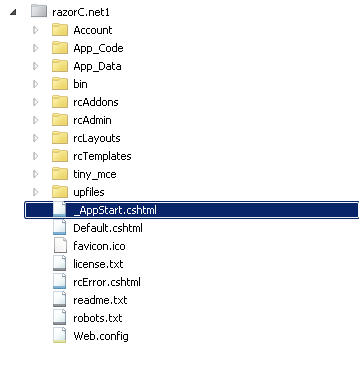 razorC.net1
Account
App_Code
App_Data
bin
rcAddons
rcAdmin
rcLayouts
rcTemplates
tiny_mce
upfiles
_AppStart.cshtml
Default.cshtml
favicon.ico
license.txt
rcError.cshtml
readme.txt
robots.txt
Web.config